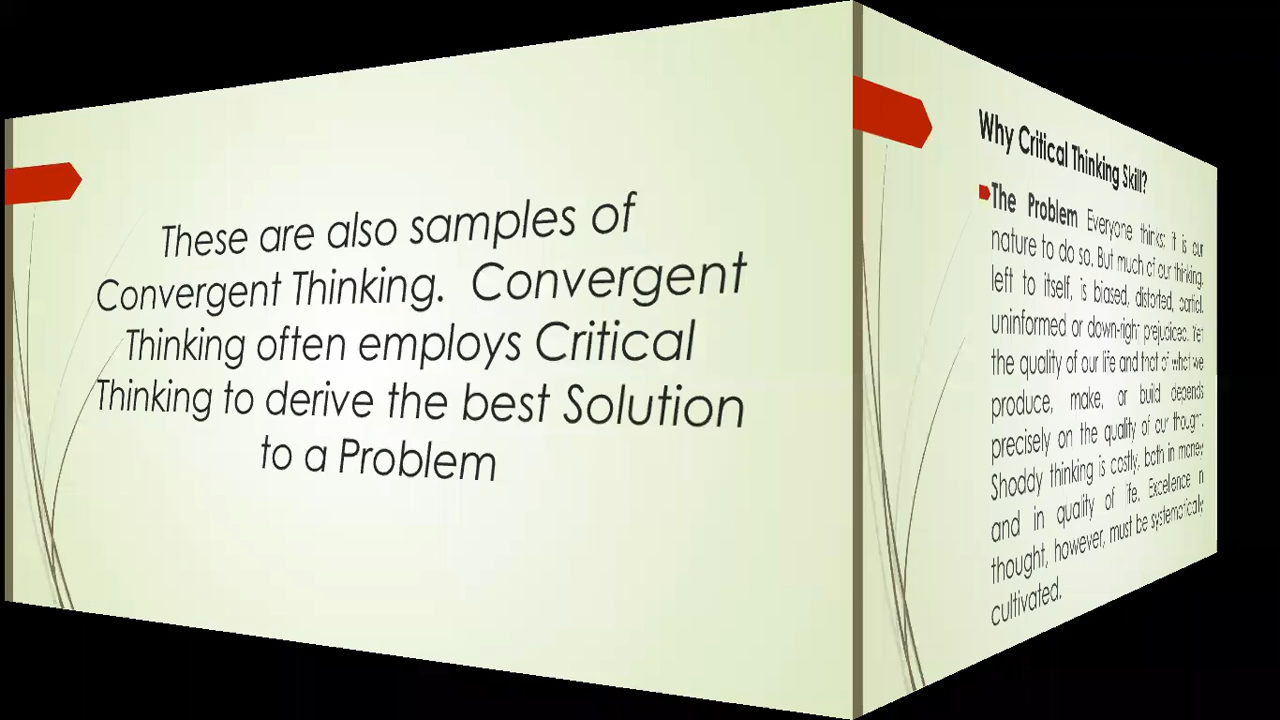 These are also samples of
Convergent Thinking. Convergent
Thinking often employs Critical
Thinking to derive the best Solution
to a Problem
Why Critical Thinking Skill?
The Problem Everyone thinks; it is our
nature to do so. But much of our thinking,
left to itself, is biased, distorted, partial,
uninformed or down-right prejudiced. Yet
the quality of our life and that of what we
produce, make, or build depends
precisely on the quality of our thought.
Shoddy thinking is costly, both in money
and in quality of life. Excellence in
thought, however, must be systematically
cultivated.